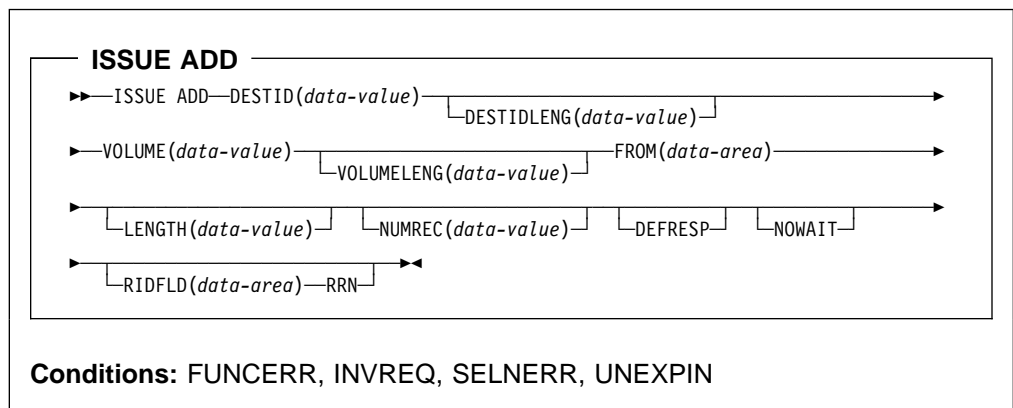 ISSUE ADD
ISSUE ADD DESTID(data-value)
DESTIDLENG(data-value)
VOLUME(data-value) FROM(data-area)
VOLUMELENG(data-value)
LENGTH(data-value) NUMREC(data-value) DEFRESP NOWAIT
RIDFLD(data-area) RRN
Conditions: FUNCERR, INVREQ, SELNERR, UNEXPIN